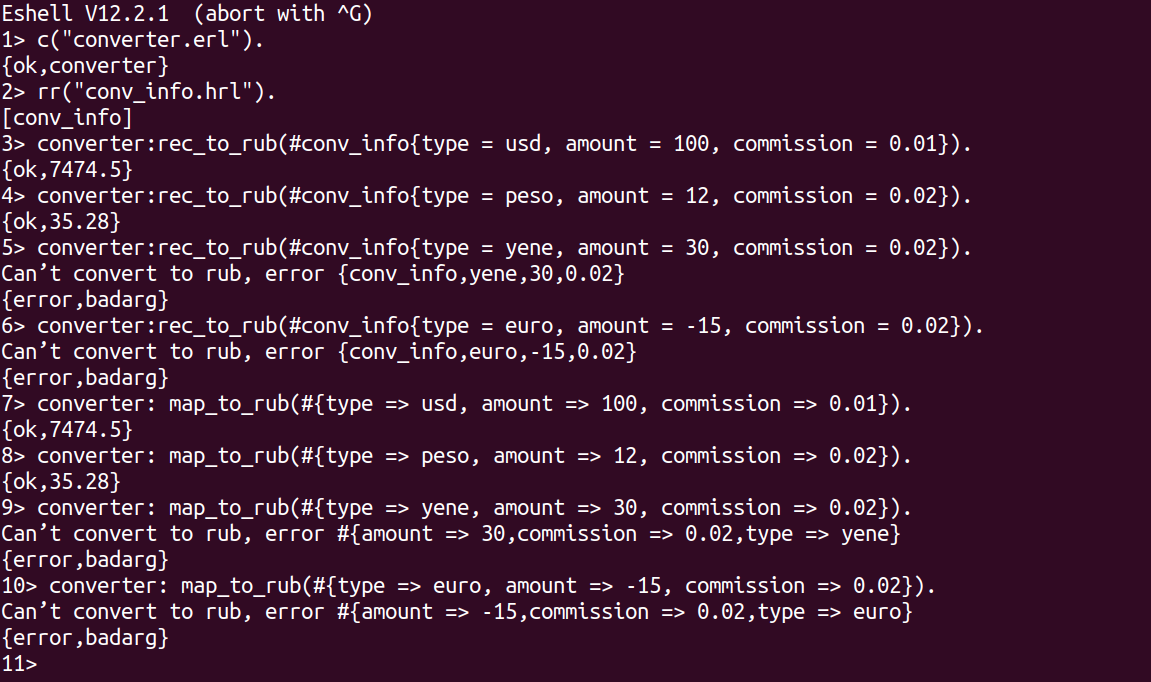 Eshell V12.2.1  (abort with ^G)
1> c("converter.erl").
{ok,converter}
2> rr("conv_info.hrl").
[conv_info]
3> converter:rec_to_rub(#conv_info{type = usd, amount = 100, commission = 0.01}).
{ok,7474.5}
4> converter:rec_to_rub(#conv_info{type = peso, amount = 12, commission = 0.02}).
{ok,35.28}
5> converter:rec_to_rub(#conv_info{type = yene, amount = 30, commission = 0.02}).
Can’t convert to rub, error {conv_info,yene,30,0.02}
{error,badarg}
6> converter:rec_to_rub(#conv_info{type = euro, amount = -15, commission = 0.02}).
Can’t convert to rub, error {conv_info,euro,-15,0.02}
{error,badarg}
7> converter: map_to_rub(#{type => usd, amount => 100, commission => 0.01}).
{ok,7474.5}
8> converter: map_to_rub(#{type => peso, amount => 12, commission => 0.02}).
{ok,35.28}
9> converter: map_to_rub(#{type => yene, amount => 30, commission => 0.02}).
Can’t convert to rub, error #{amount => 30,commission => 0.02,type => yene}
{error,badarg}
10> converter: map_to_rub(#{type => euro, amount => -15, commission => 0.02}).
Can’t convert to rub, error #{amount => -15,commission => 0.02,type => euro}
{error,badarg}
11>